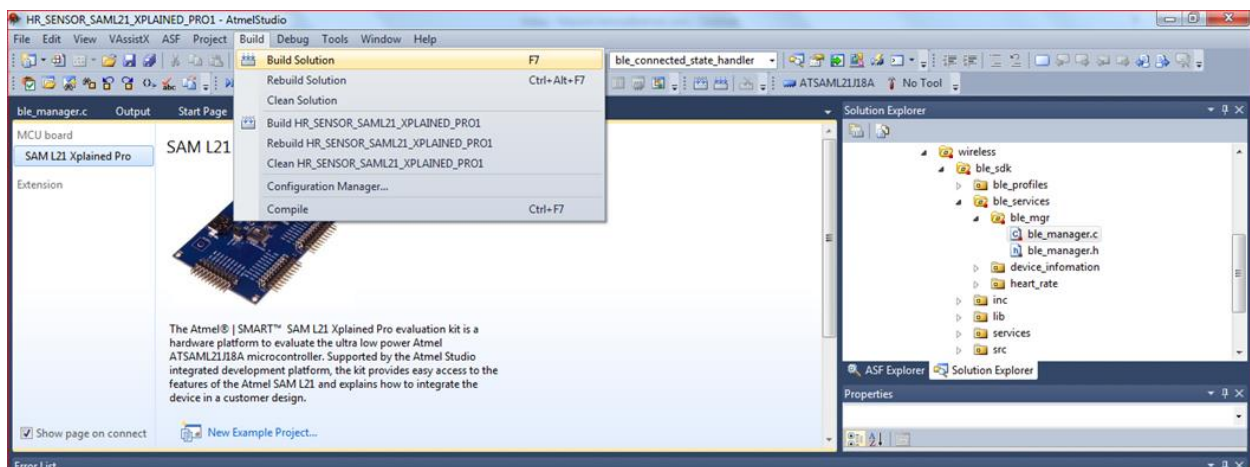 HR_SENSOR_SAML21_XPLAINED_PRO1 - AtmelStudio
File Edit View VAssistX ASF Project Build Debug Tools Window Help
Build Solution F7
ble_connected_state_handler
Rebuild Solution Ctrl+Alt+F7
ATSAML21J18A No Tool
Clean Solution
Build HR_SENSOR_SAML21_XPLAINED_PRO1
Rebuild HR_SENSOR_SAML21_XPLAINED_PRO1
Clean HR_SENSOR_SAML21_XPLAINED_PRO1
Configuration Manager...
Compile Ctrl+F7
ble_manager.c Output Start Page
MCU board
SAM L21 Xplained Pro
Extension
SAM L21
The Atmel® | SMART™ SAM L21 Xplained Pro evaluation kit is a
hardware platform to evaluate the ultra low power Atmel
ATSAML21J18A microcontroller. Supported by the Atmel Studio
integrated development platform, the kit provides easy access to the
features of the Atmel SAM L21 and explains how to integrate the
device in a customer design.
Show page on connect
New Example Project...
Solution Explorer
wireless
ble_sdk
ble_profiles
ble_services
ble_mgr
ble_manager.c
ble_manager.h
device_infomation
heart_rate
inc
lib
services
src
ASF Explorer Solution Explorer
Properties
Error List